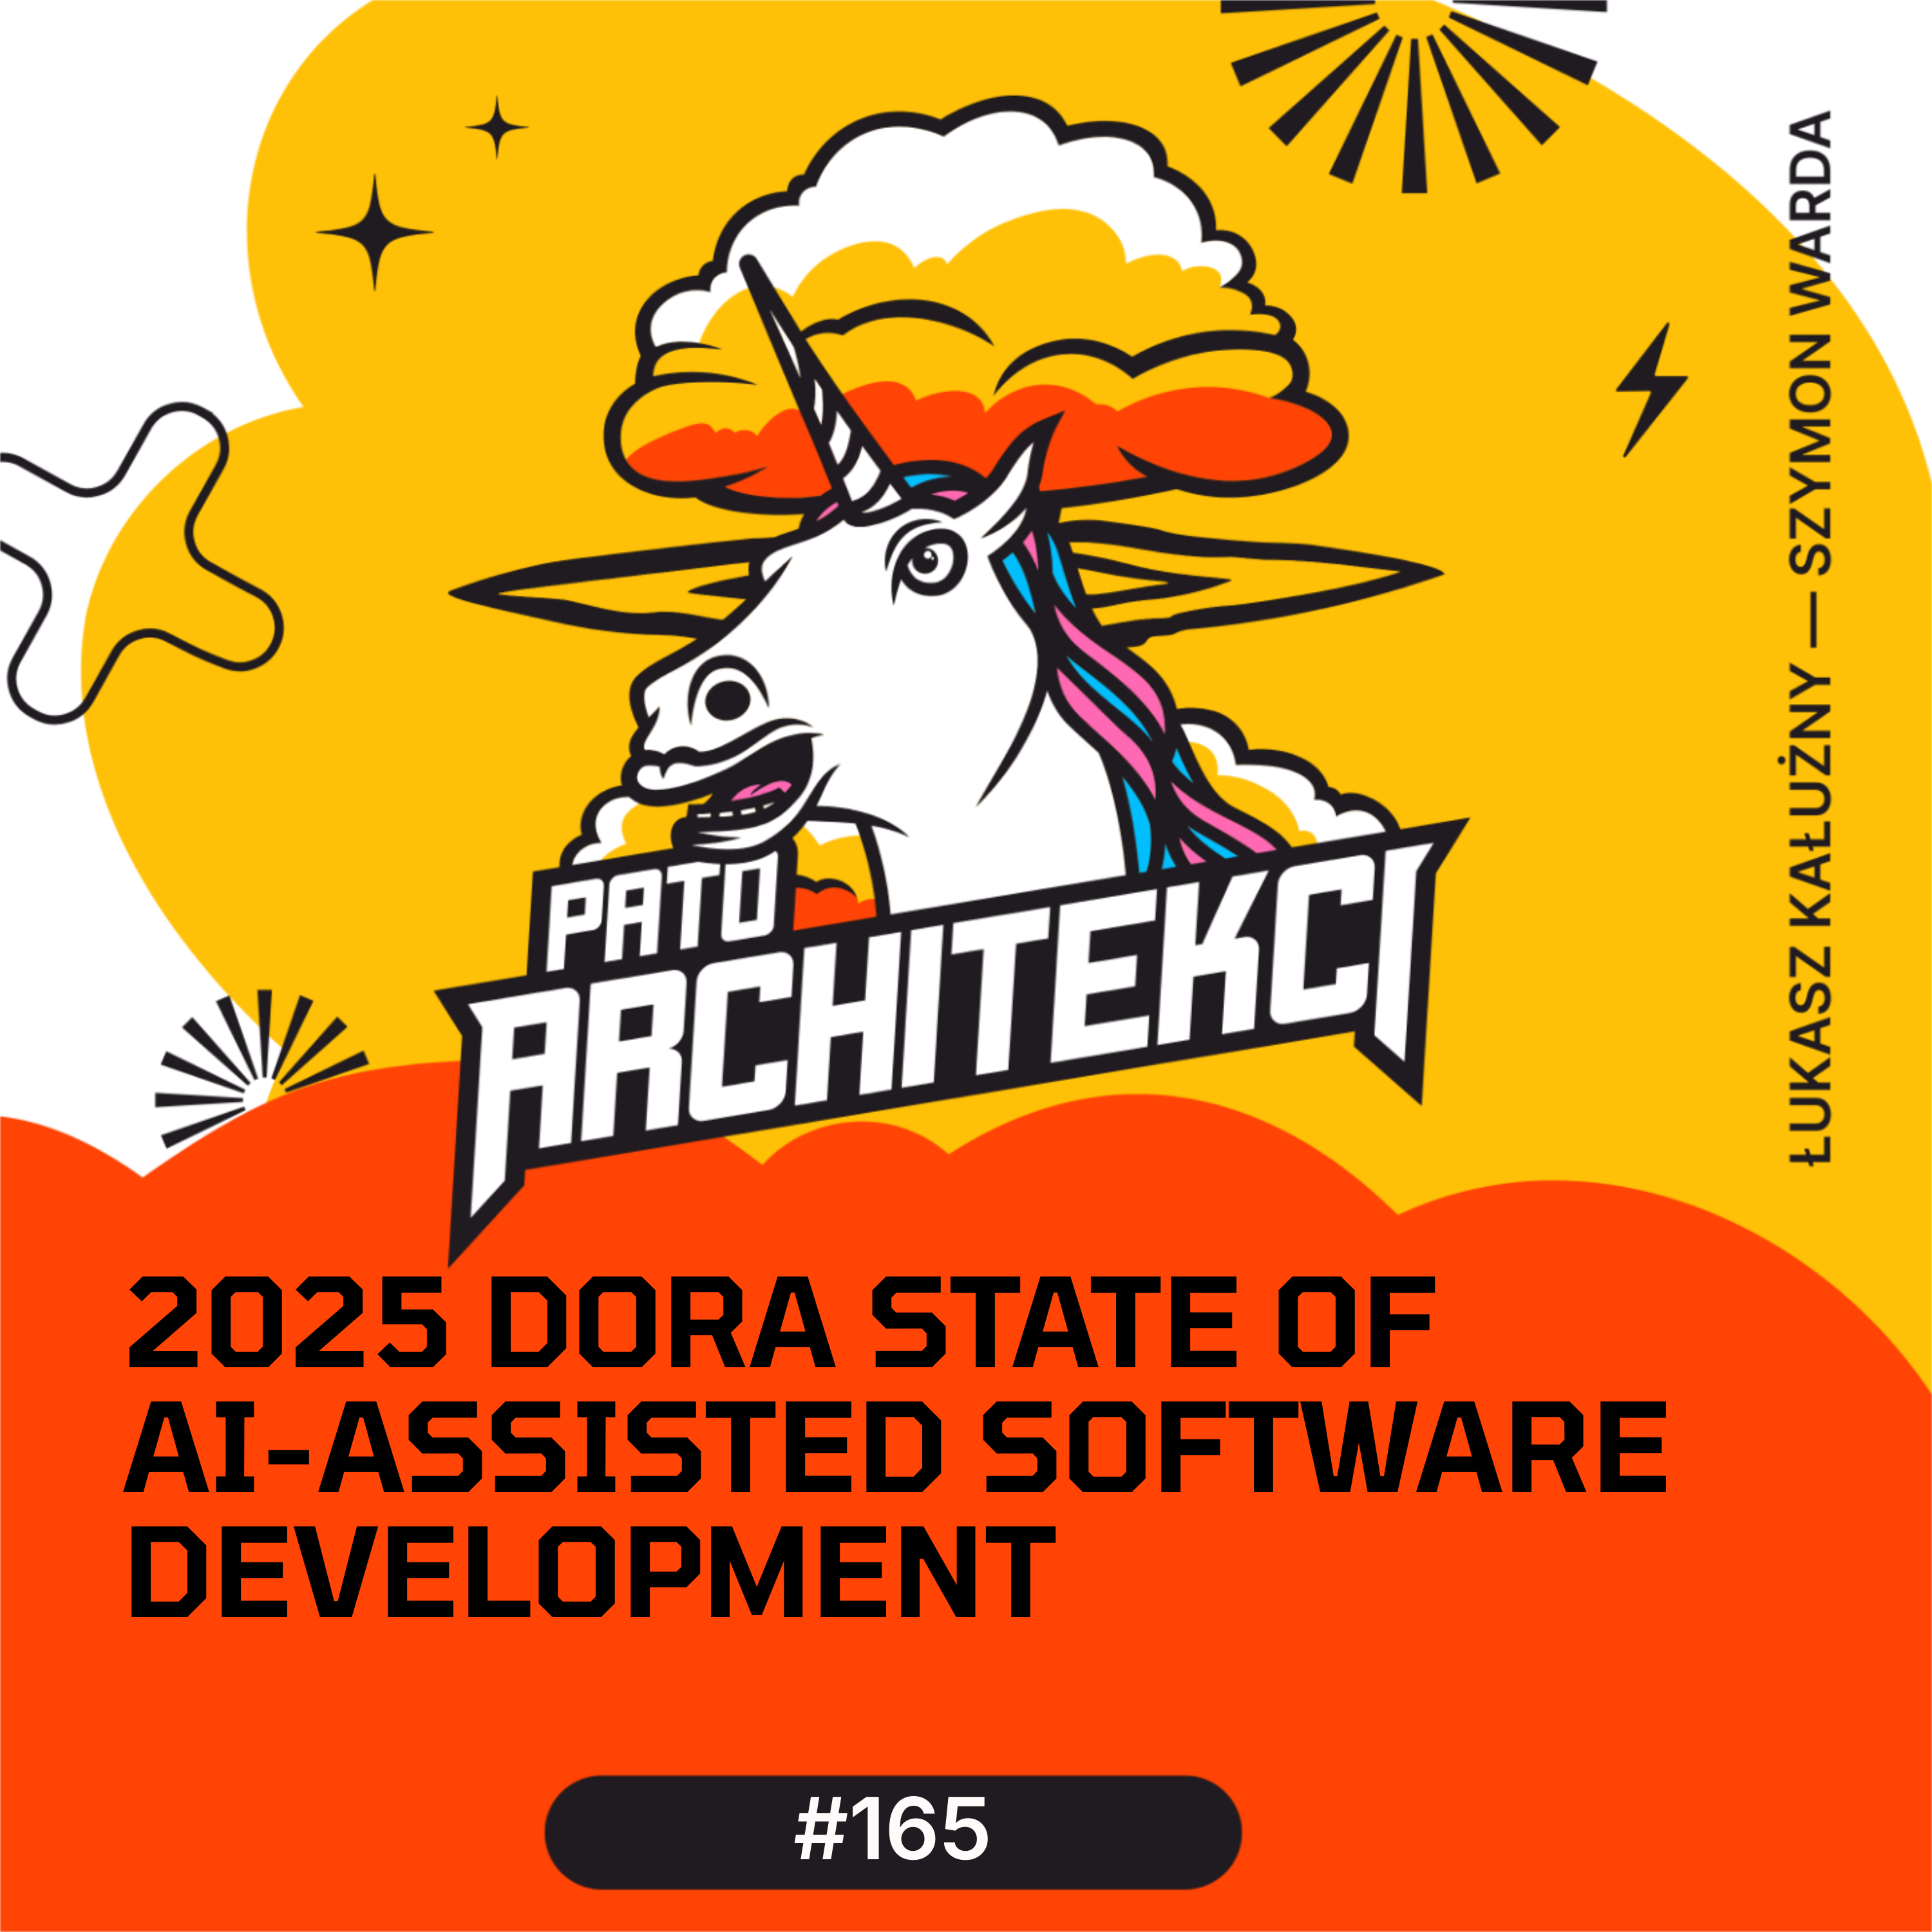 PATO
ARCHITEKCI
ŁUKASZ KAŁUŻNY — SZYMON WARDA
2025 DORA STATE OF
AI-ASSISTED SOFTWARE
DEVELOPMENT
#165